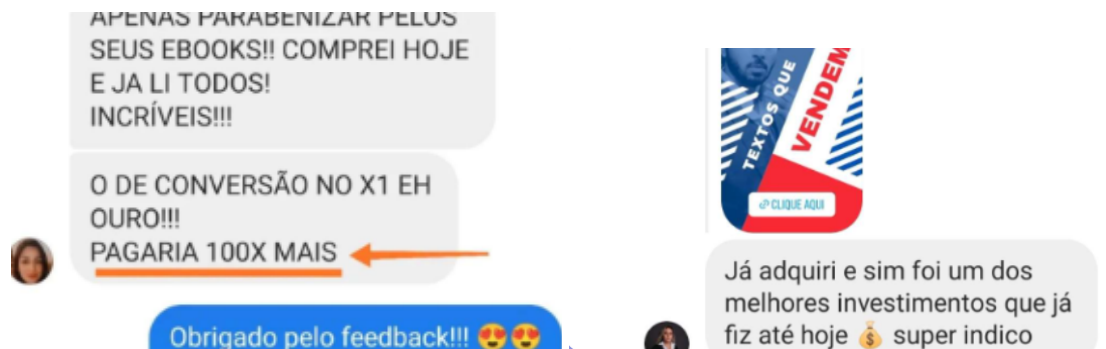 APENAS PARABENIZAR PELOS
SEUS EBOOKS!! COMPREI HOJE
E JA LI TODOS!
INCRÍVEIS!!!
O DE CONVERSÃO NO X1 EH
OURO!!!
PAGARIA 100X MAIS
Obrigado pelo feedback!!! 😍😍
TEXTOS QUE
VENDEM
CLIQUE AQUI
Já adquiri e sim foi um dos
melhores investimentos que já
fiz até hoje 💰 super indico